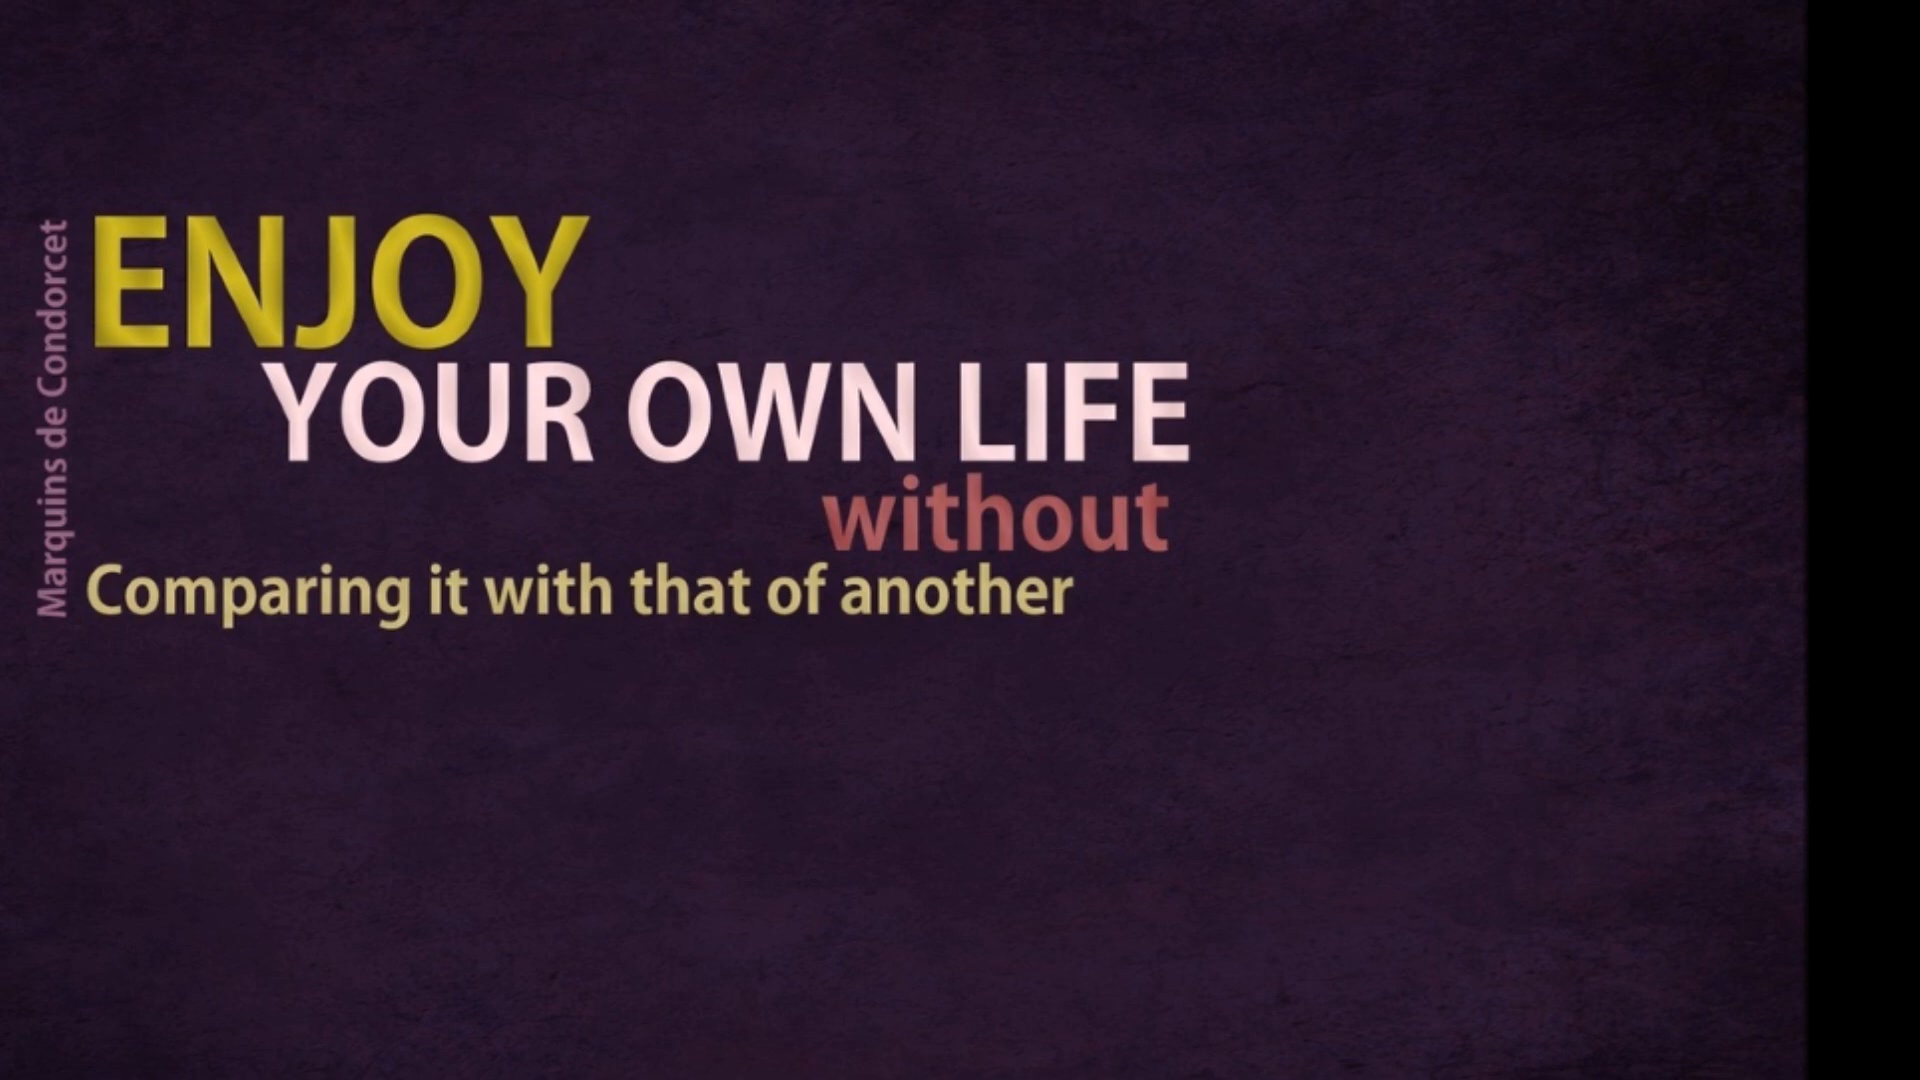 ENJOY
YOUR OWN LIFE
without
Comparing it with that of another
Marquins de Condorcet